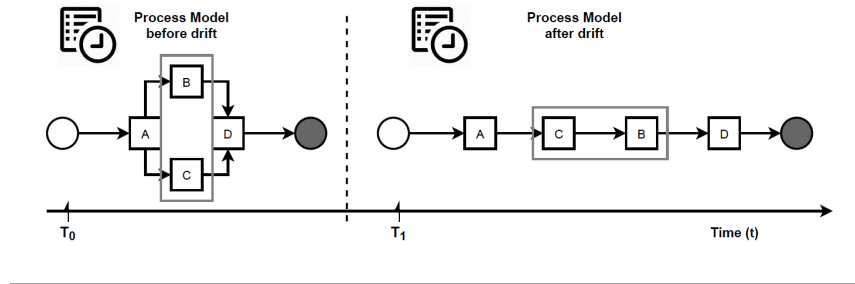 Process Model
before drift
Process Model
after drift
B
A
D
C
A
C
B
D
T0
T1
Time (t)